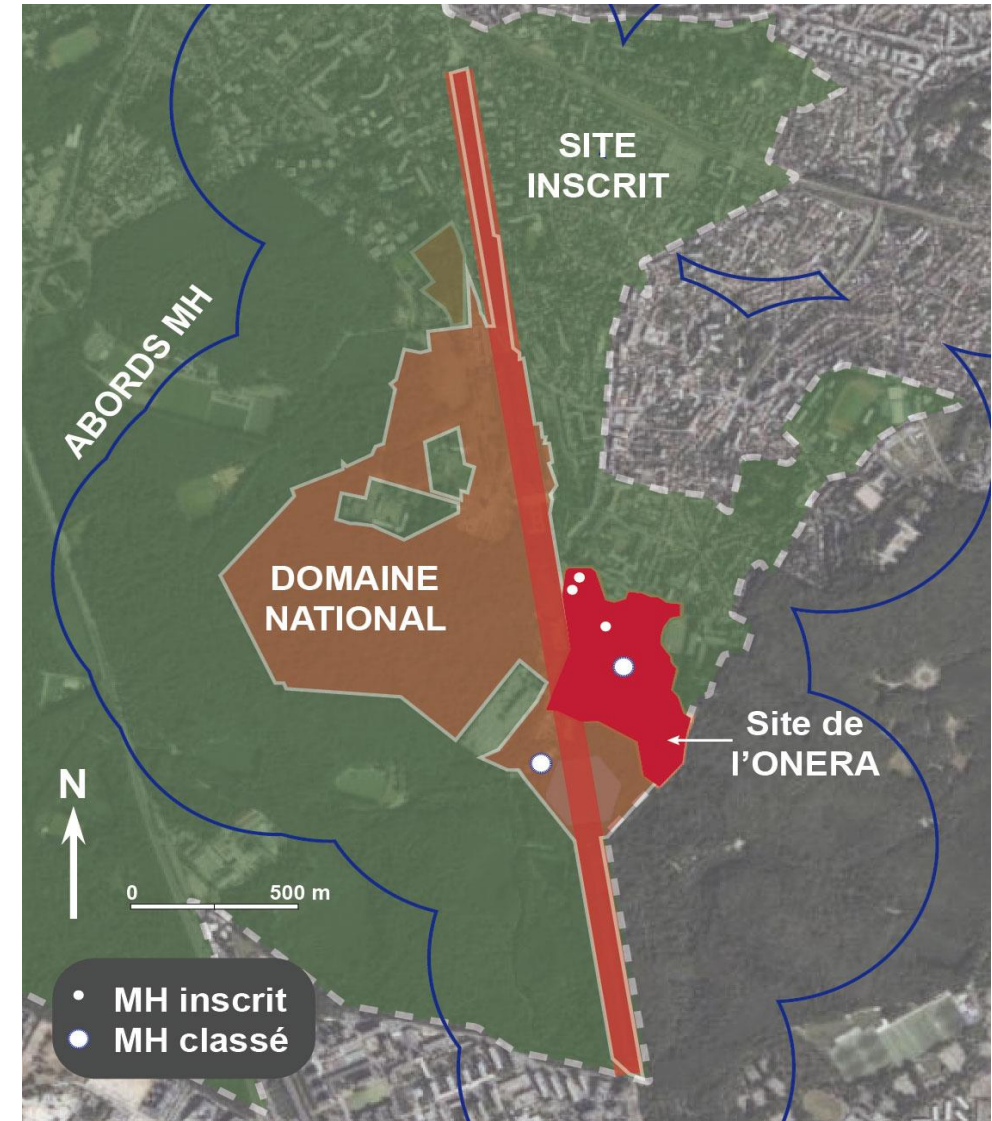 SITE
INSCRIT
ABORDS MH
DOMAINE
NATIONAL
Site de
l'ONERA
N
0 500 m
MH inscrit
MH classé